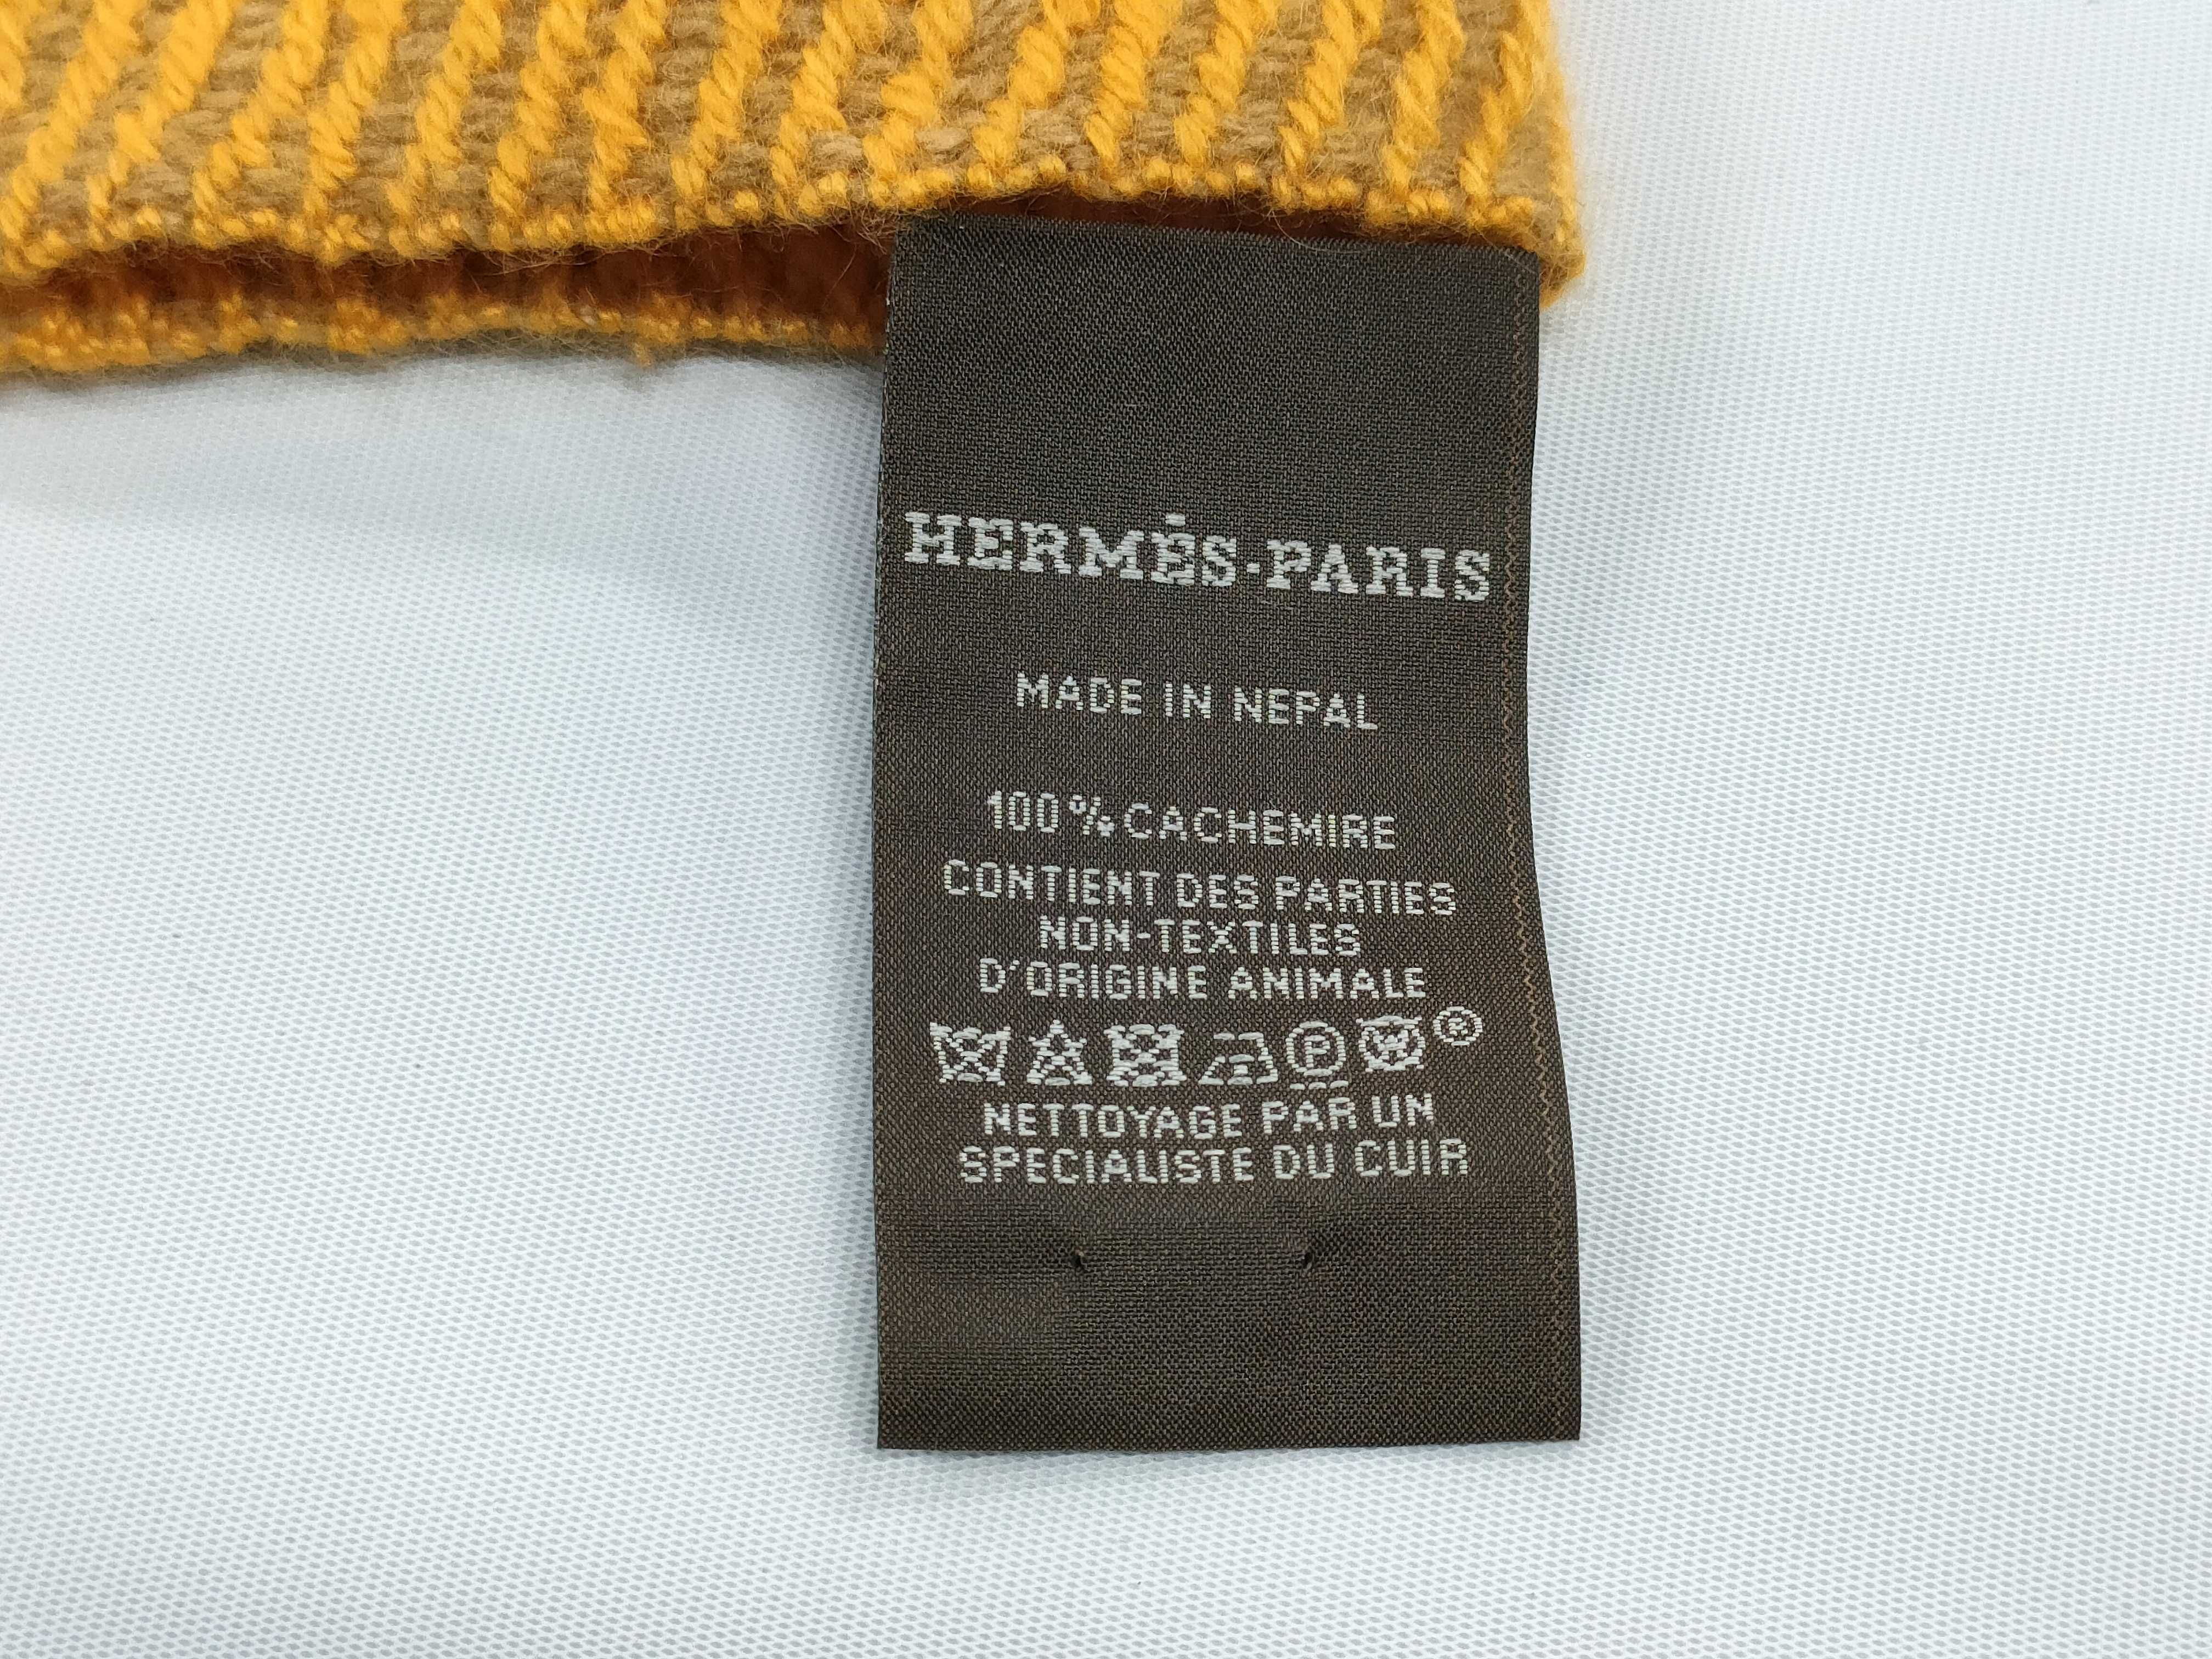 HERMÈS-PARIS
MADE IN NEPAL
100% CACHEMIRE
CONTIENT DES PARTIES
NON-TEXTILES
D'ORIGINE ANIMALE
P W ®
NETTOYAGE PAR UN
SPECIALISTE DU CUIR